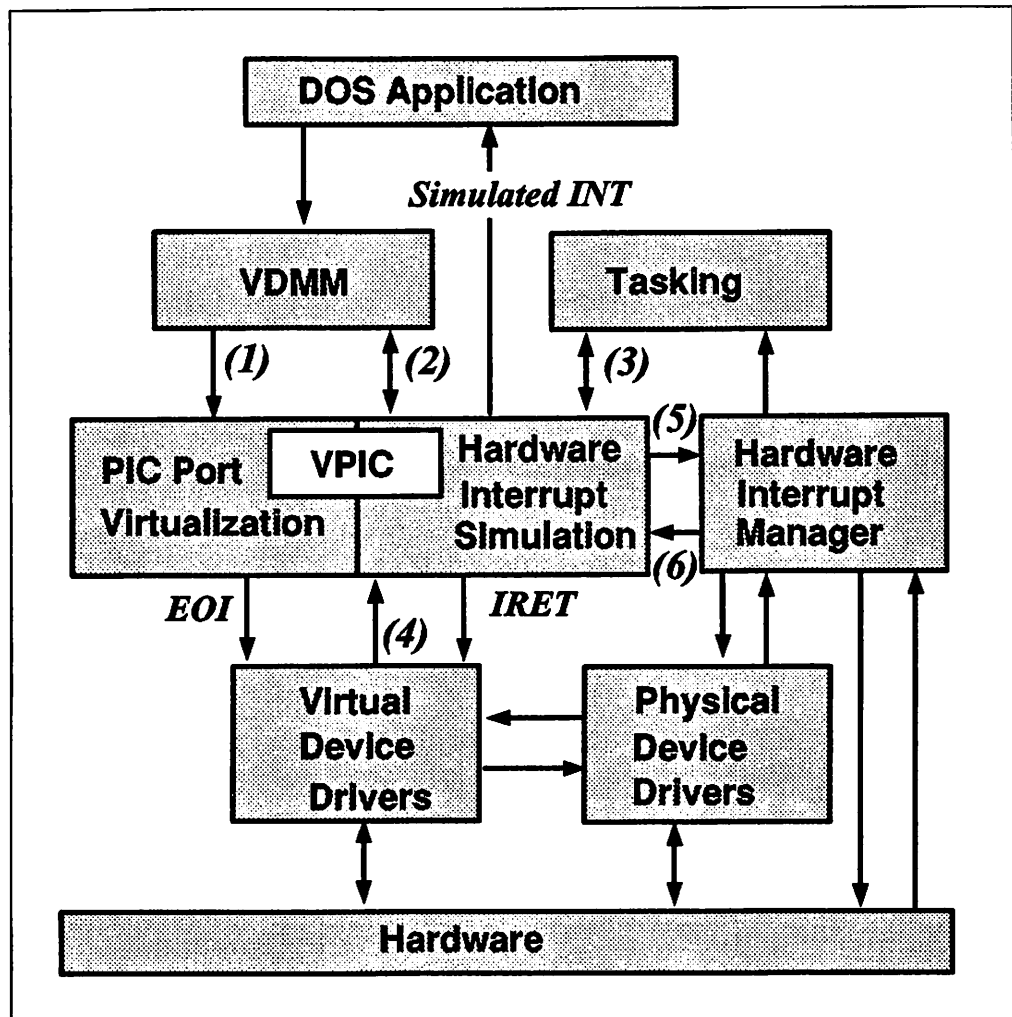 DOS Application
Simulated INT
VDMM
Tasking
(1)
(2)
(3)
PIC Port
Virtualization
VPIC
Hardware
Interrupt
Simulation
(5)
(6)
Hardware
Interrupt
Manager
EOI
(4)
IRET
Virtual
Device
Drivers
Physical
Device
Drivers
Hardware